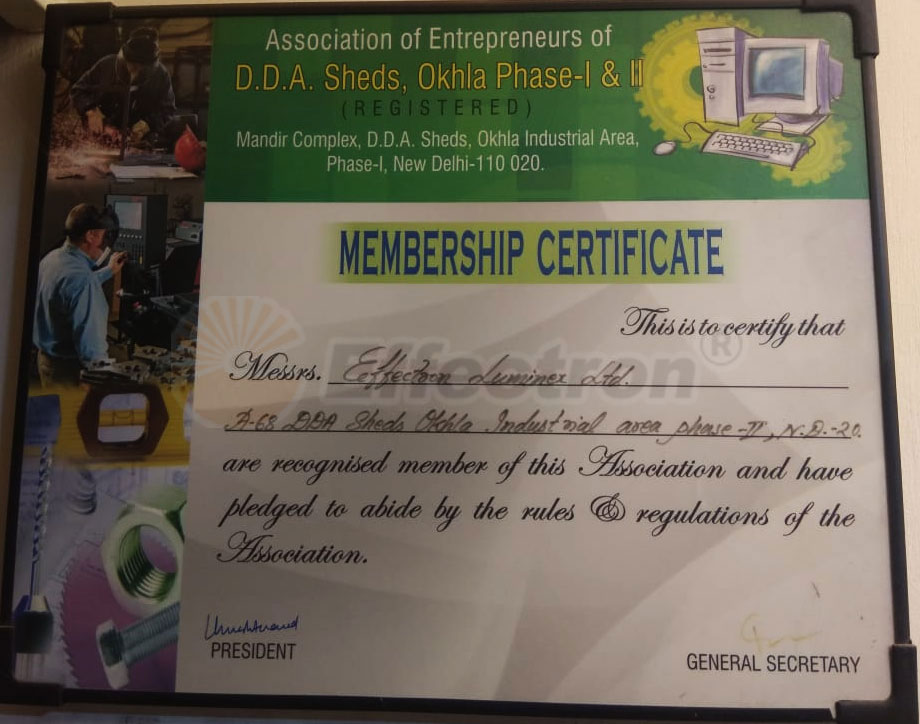 Association of Entrepreneurs of
D.D.A. Sheds, Okhla Phase-I & II
(REGISTERED)
Mandir Complex, D.D.A. Sheds, Okhla Industrial Area,
Phase-I, New Delhi-110 020.
MEMBERSHIP CERTIFICATE
This is to certify that
Messrs. Effectron Luminex Ltd.
A-68 DDA Sheds Okhla Industrial area phase-II, N.D.-20.
Effectron®
are recognised member of this Association and have
pledged to abide by the rules & regulations of the
Association.
PRESIDENT
GENERAL SECRETARY